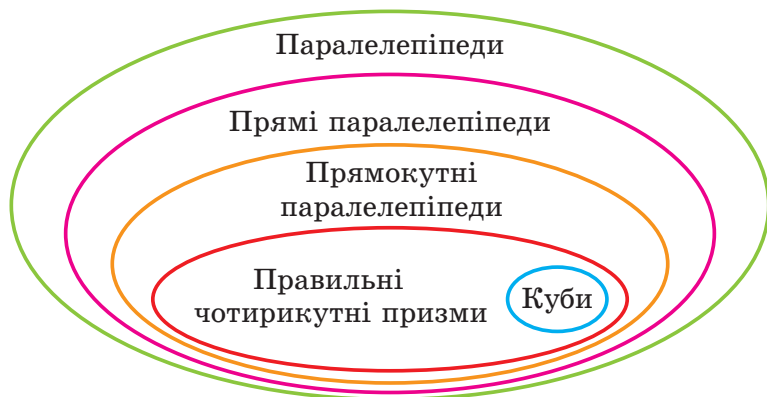 Паралелепіпеди
Прямі паралелепіпеди
Прямокутні
паралелепіпеди
Правильні
чотирикутні призми
Куби